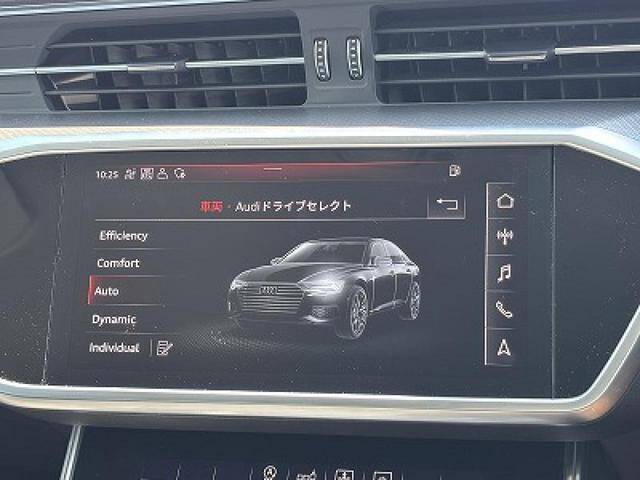 10:25
車両・Audiドライブセレクト
Efficiency
Comfort
Auto
Dynamic
Individual